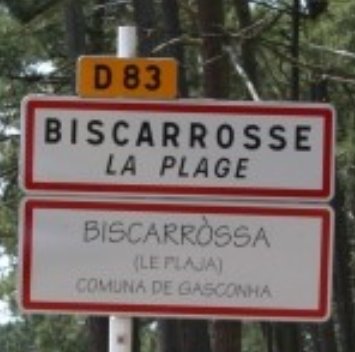 D 83
BISCARROSSE
LA PLAGE
BISCARRÒSSA
(LE PLAJA)
COMUNA DE GASCONHA